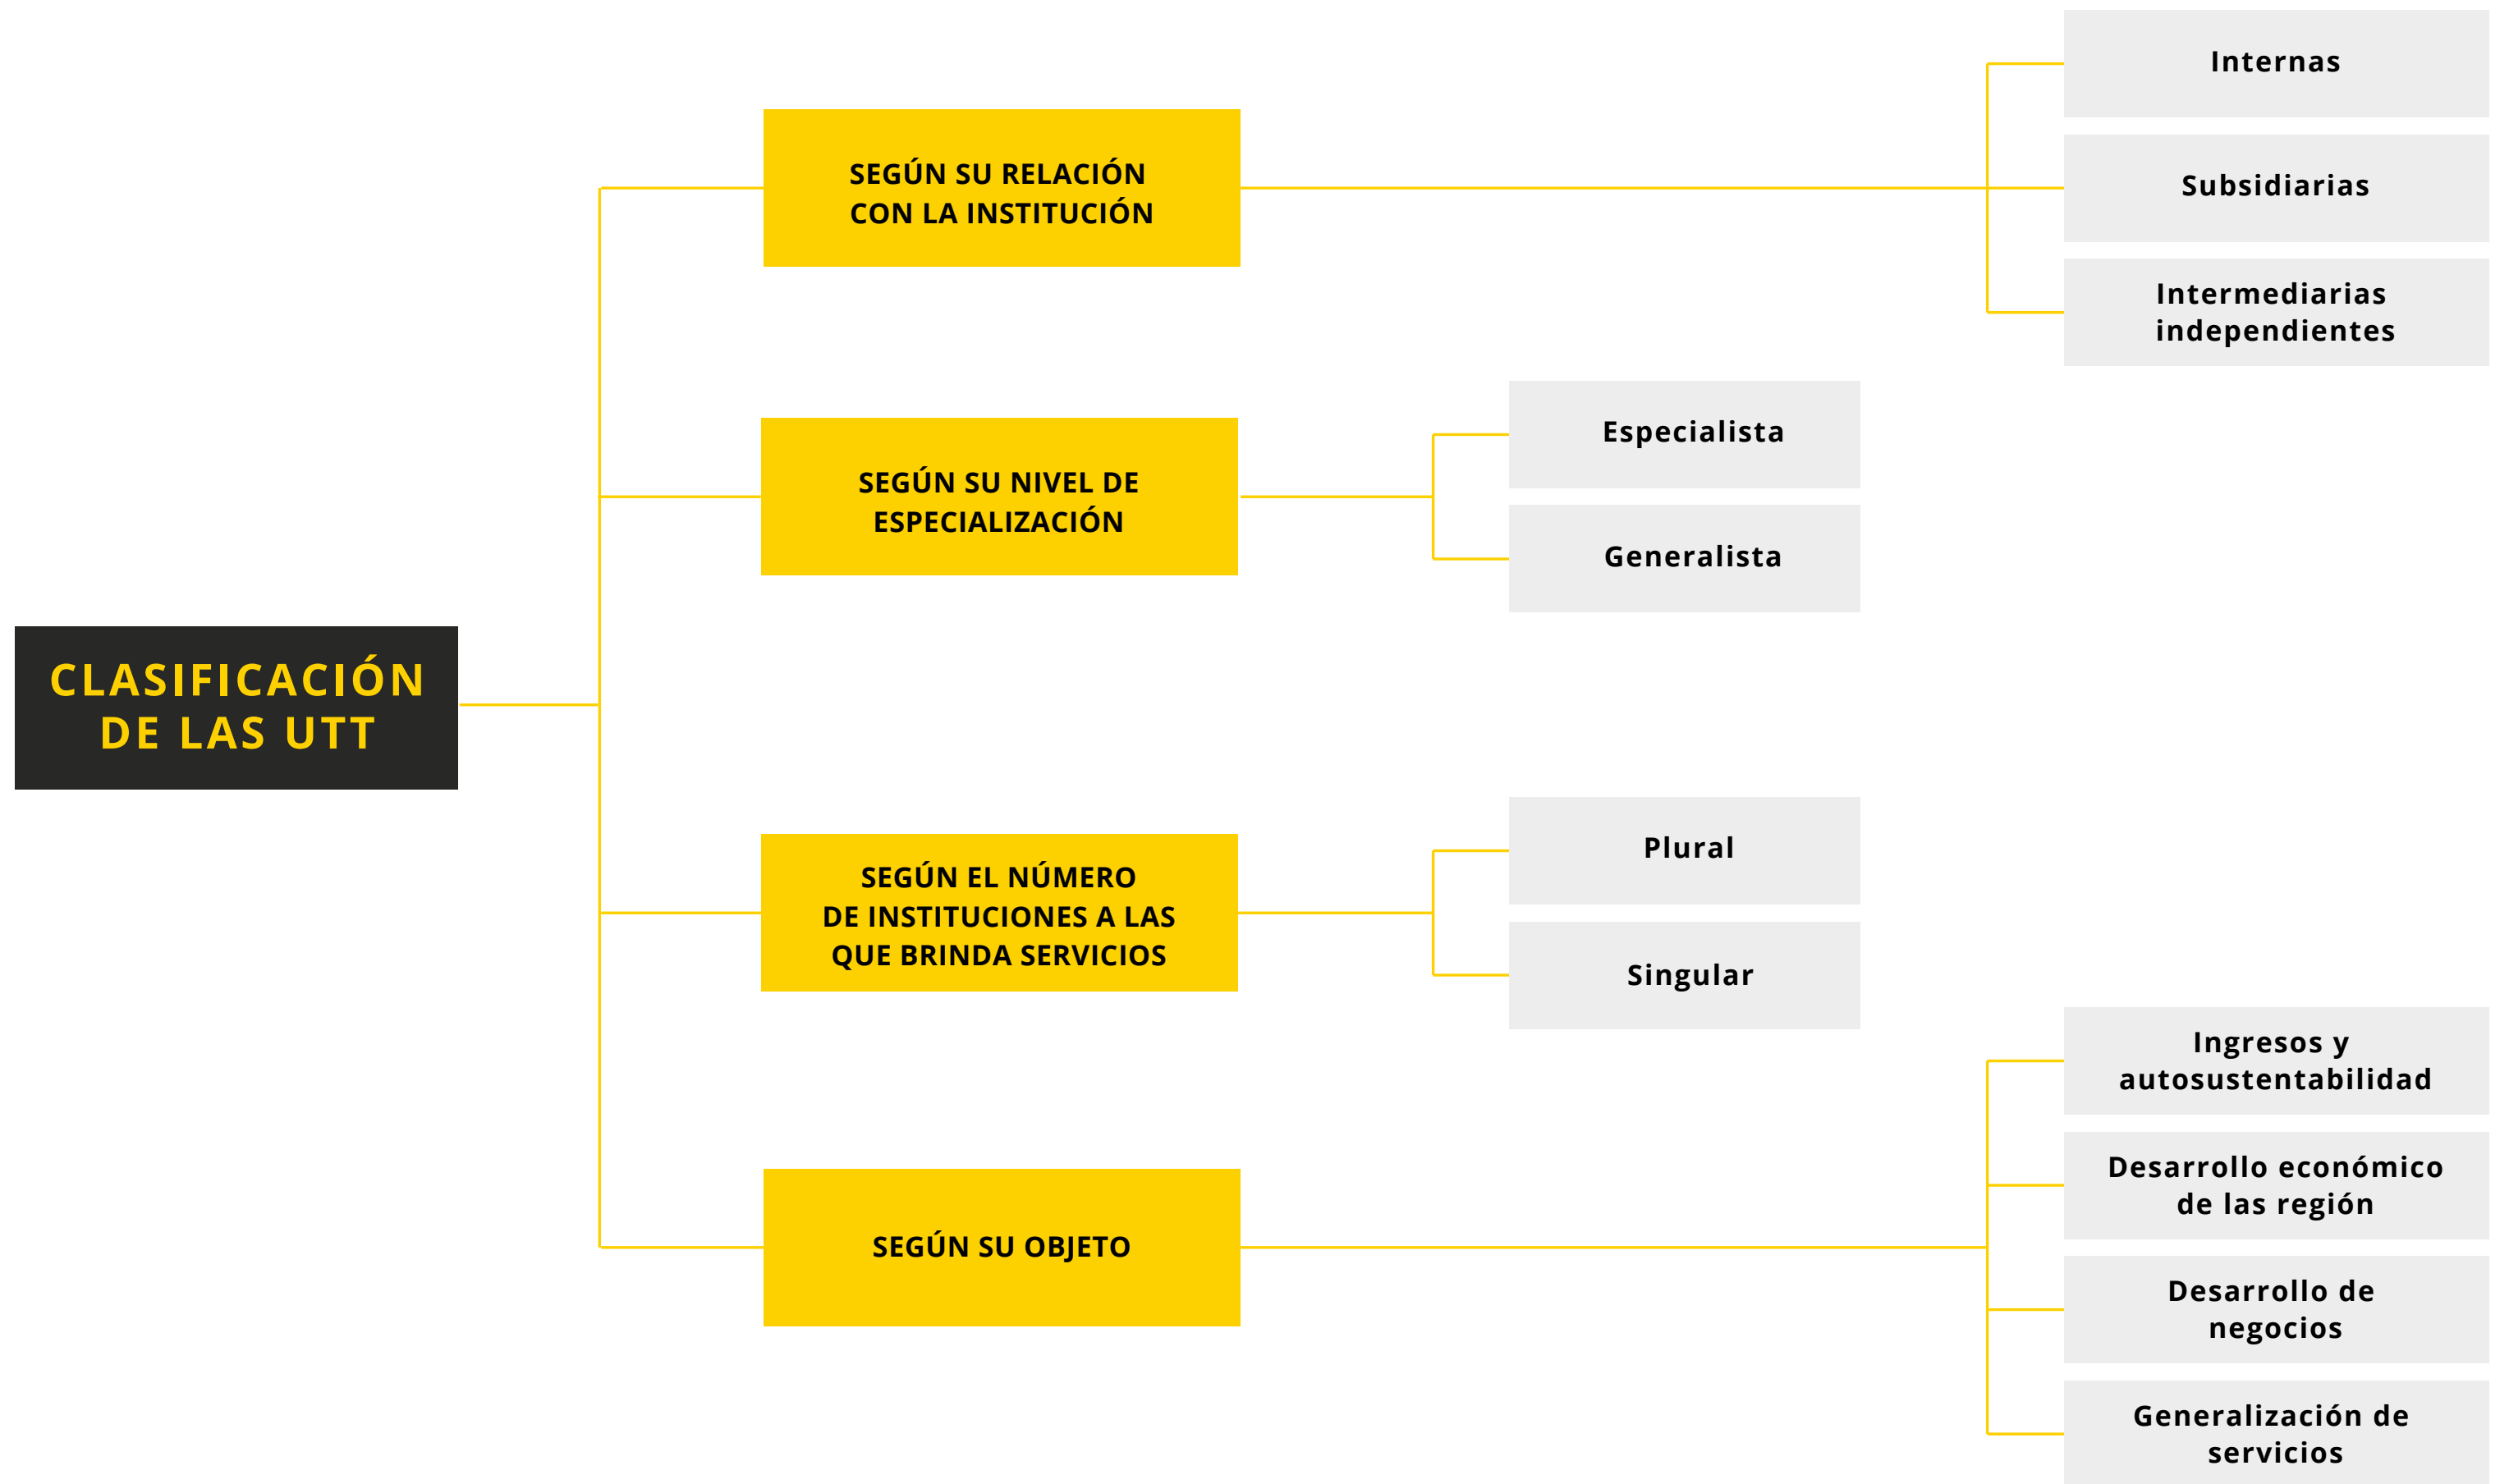 CLASIFICACIÓN
DE LAS UTT
SEGÚN SU RELACIÓN
CON LA INSTITUCIÓN
Internas
Subsidiarias
Intermediarias
independientes
SEGÚN SU NIVEL DE
ESPECIALIZACIÓN
Especialista
Generalista
SEGÚN EL NÚMERO
DE INSTITUCIONES A LAS
QUE BRINDA SERVICIOS
Plural
Singular
SEGÚN SU OBJETO
Ingresos y
autosustentabilidad
Desarrollo económico
de las región
Desarrollo de
negocios
Generalización de
servicios